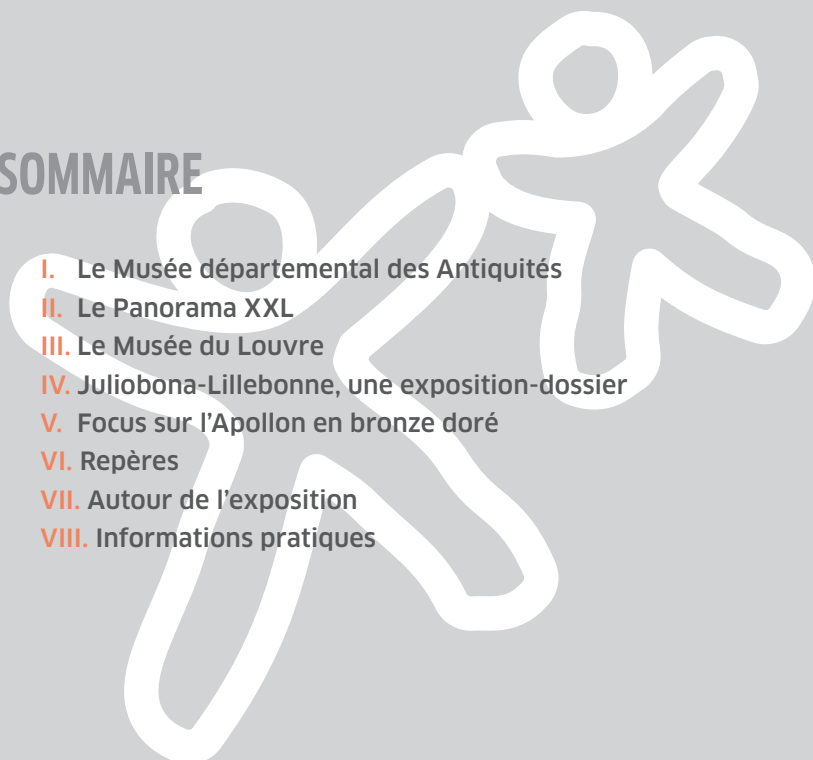 SOMMAIRE
I. Le Musée départemental des Antiquités
II. Le Panorama XXL
III. Le Musée du Louvre
IV. Juliobona-Lillebonne, une exposition-dossier
V. Focus sur l’Apollon en bronze doré
VI. Repères
VII. Autour de l’exposition
VIII. Informations pratiques